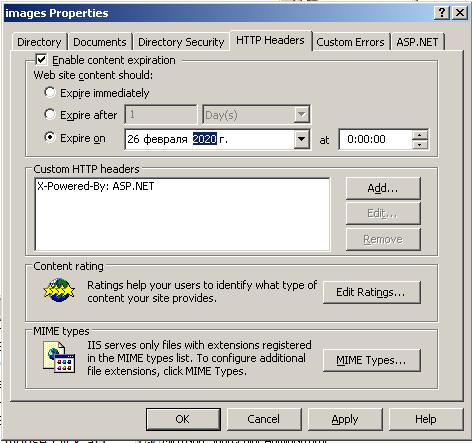 images Properties
Directory Documents Directory Security HTTP Headers Custom Errors ASP.NET
Enable content expiration
Web site content should:
Expire immediately
Expire after 1 Day(s)
Expire on 26 февраля 2020 г. at 0:00:00
Custom HTTP headers
X-Powered-By: ASP.NET
Add...
Edit...
Remove
Content rating
Ratings help your users to identify what type of
content your site provides.
Edit Ratings...
MIME types
IIS serves only files with extensions registered
in the MIME types list. To configure additional
file extensions, click MIME Types.
MIME Types...
OK Cancel Apply Help